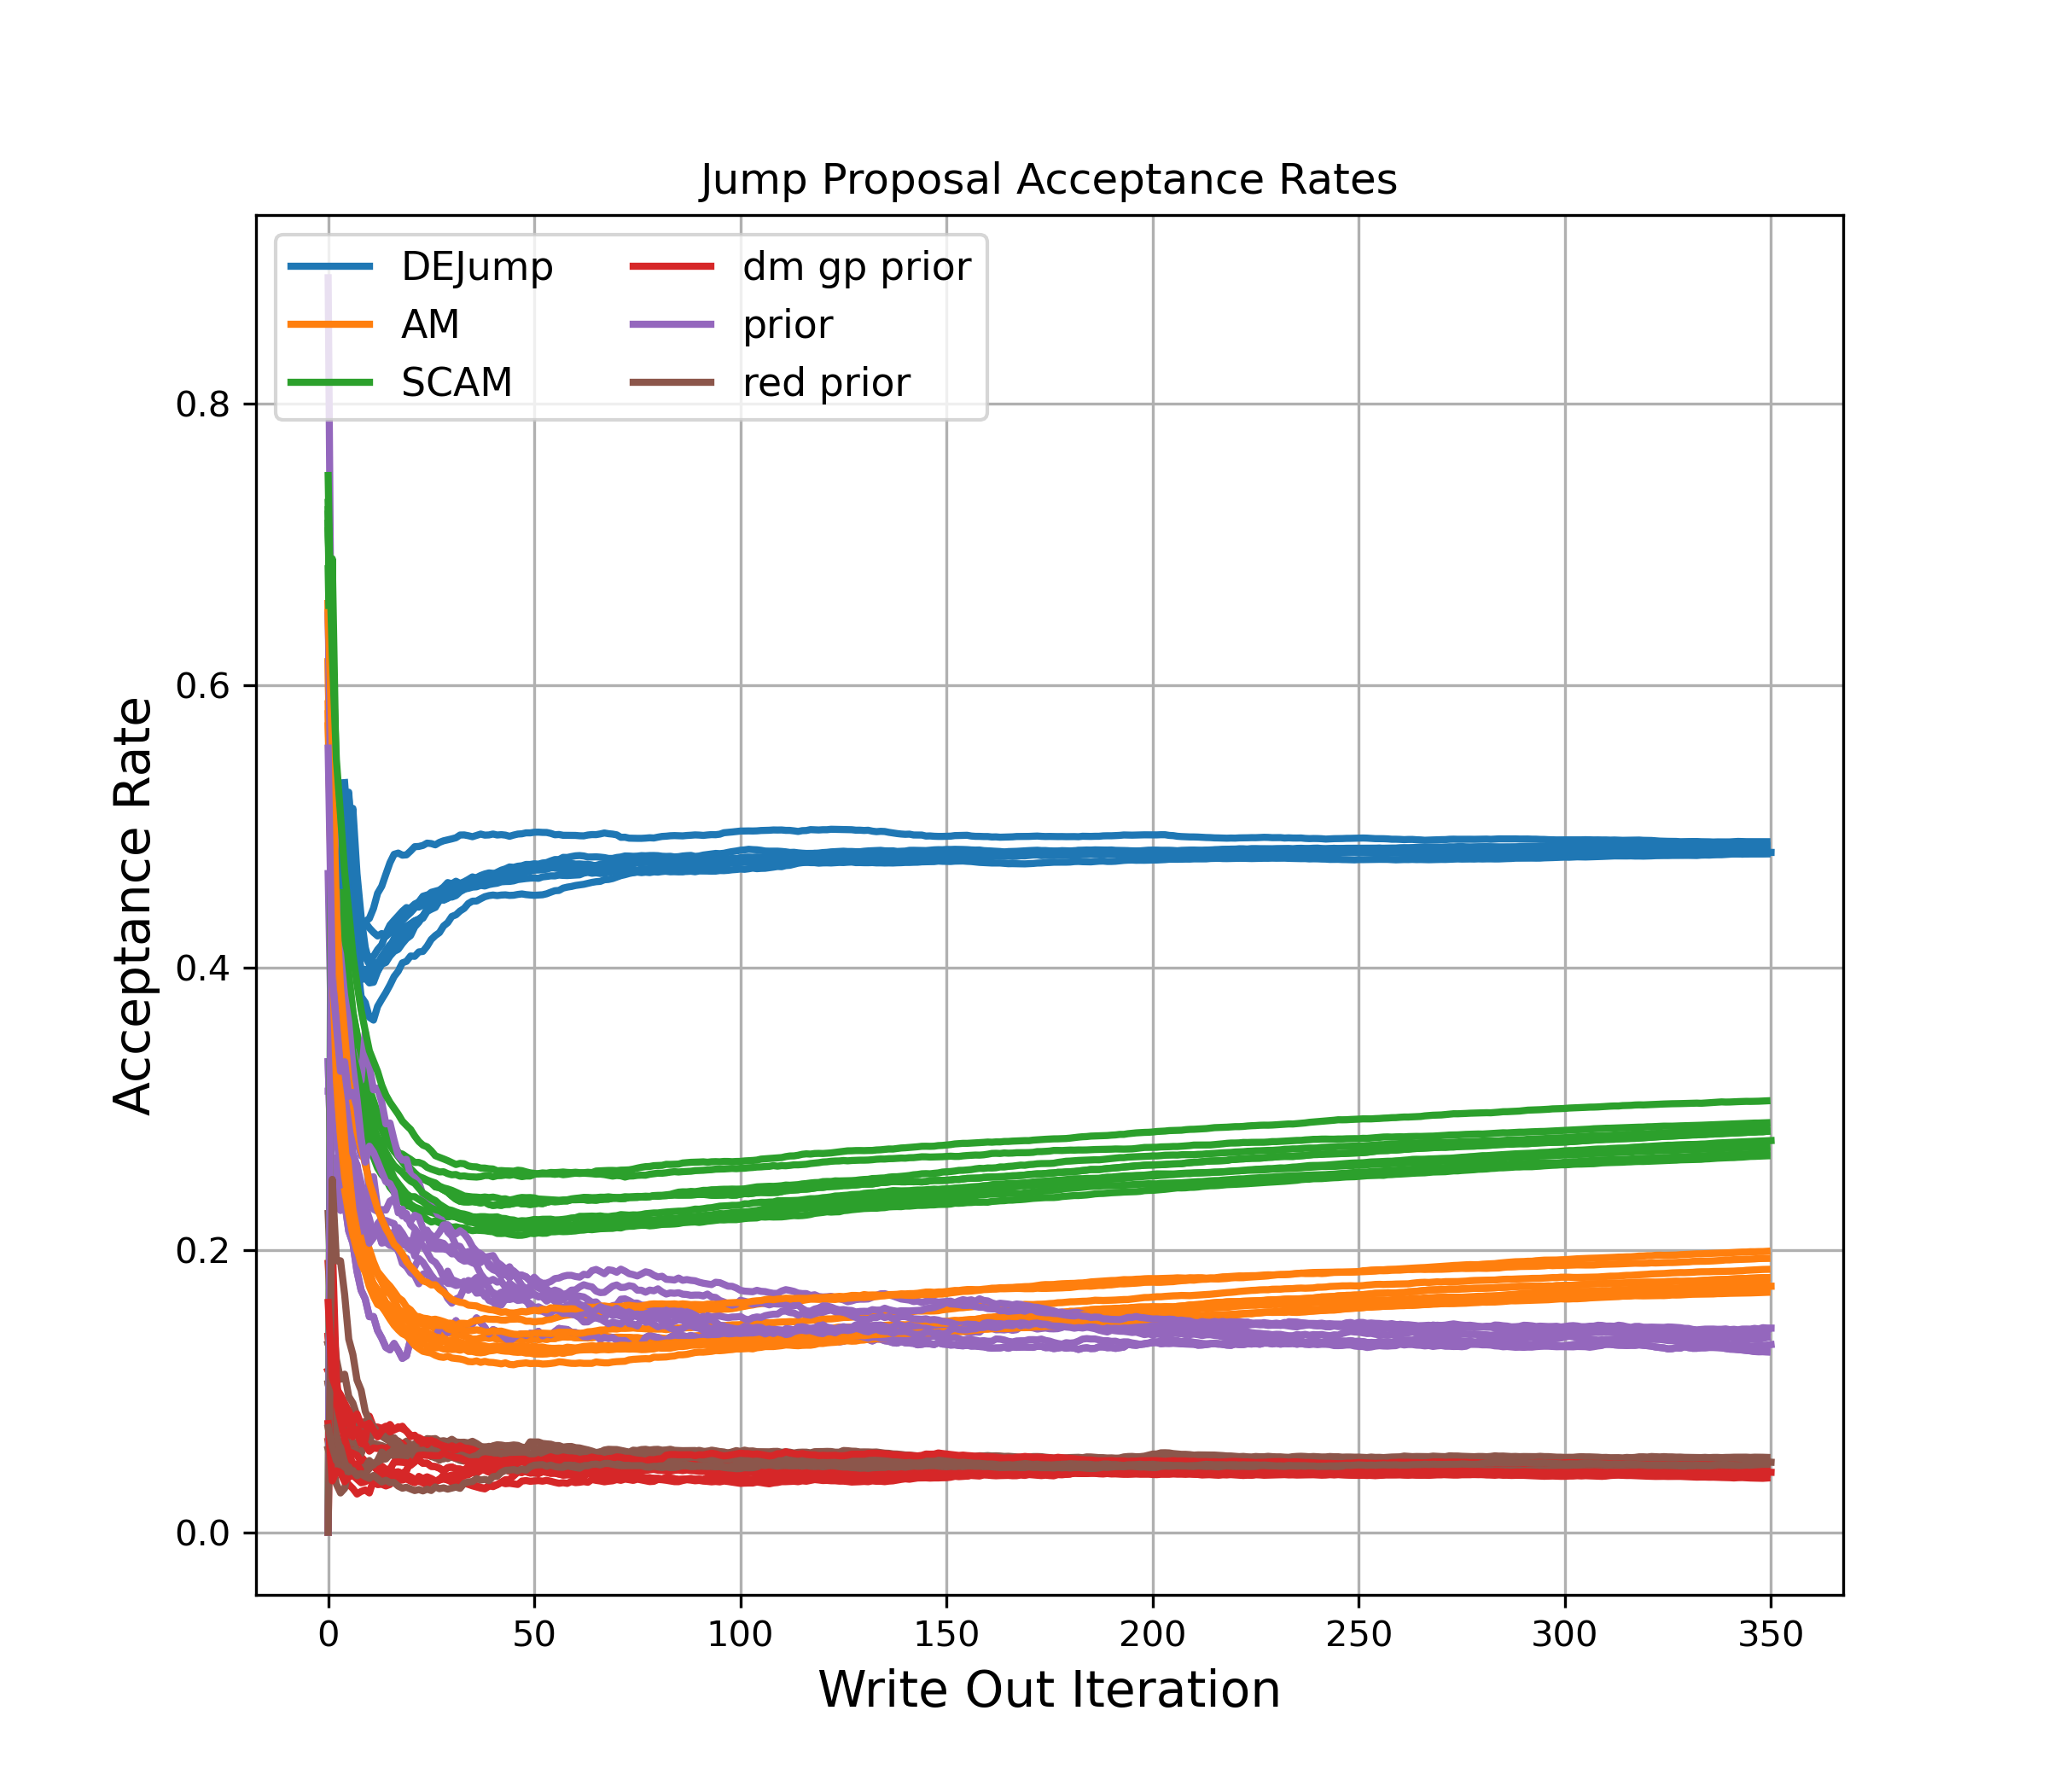 Jump Proposal Acceptance Rates
DEJump
AM
SCAM
dm gp prior
prior
red prior
Acceptance Rate
0.8
0.6
0.4
0.2
0.0
0 50 100 150 200 250 300 350
Write Out Iteration